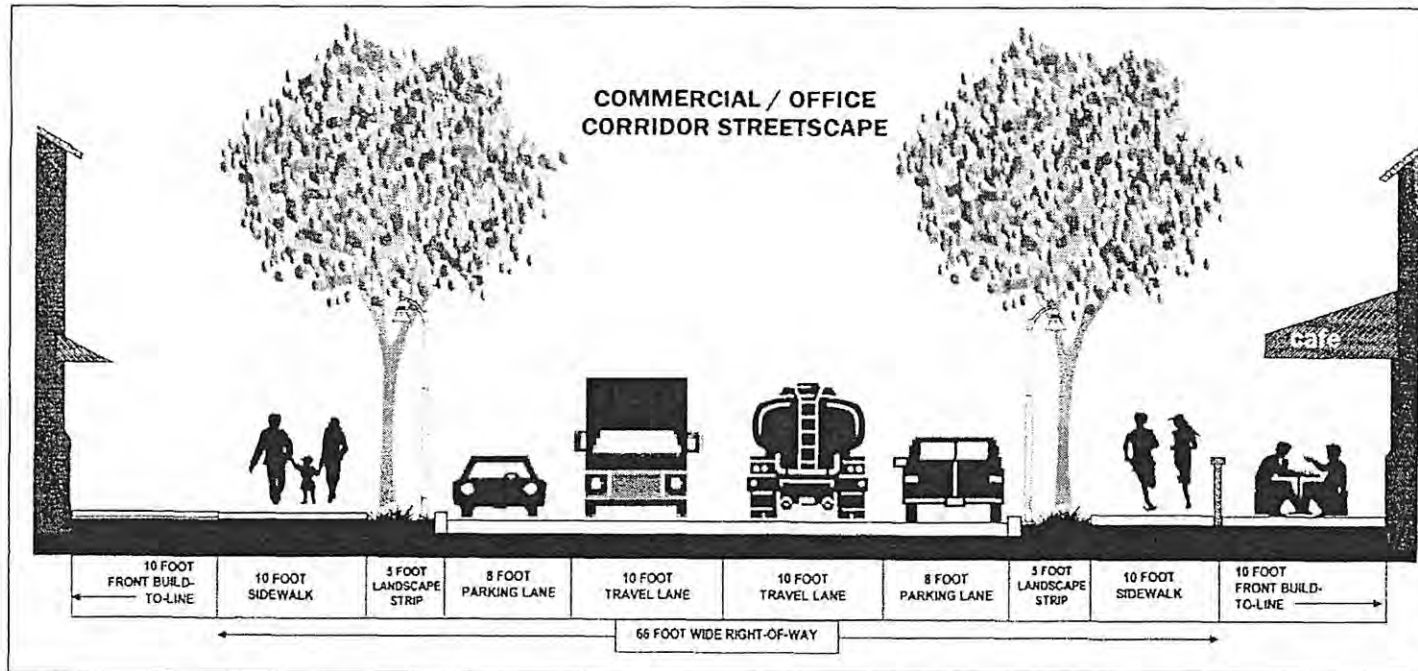 COMMERCIAL / OFFICE
CORRIDOR STREETSCAPE
cafe
10 FOOT
FRONT BUILD-
TO-LINE
10 FOOT
SIDEWALK
5 FOOT
LANDSCAPE
STRIP
8 FOOT
PARKING LANE
10 FOOT
TRAVEL LANE
10 FOOT
TRAVEL LANE
8 FOOT
PARKING LANE
5 FOOT
LANDSCAPE
STRIP
10 FOOT
SIDEWALK
10 FOOT
FRONT BUILD-
TO-LINE
66 FOOT WIDE RIGHT-OF-WAY